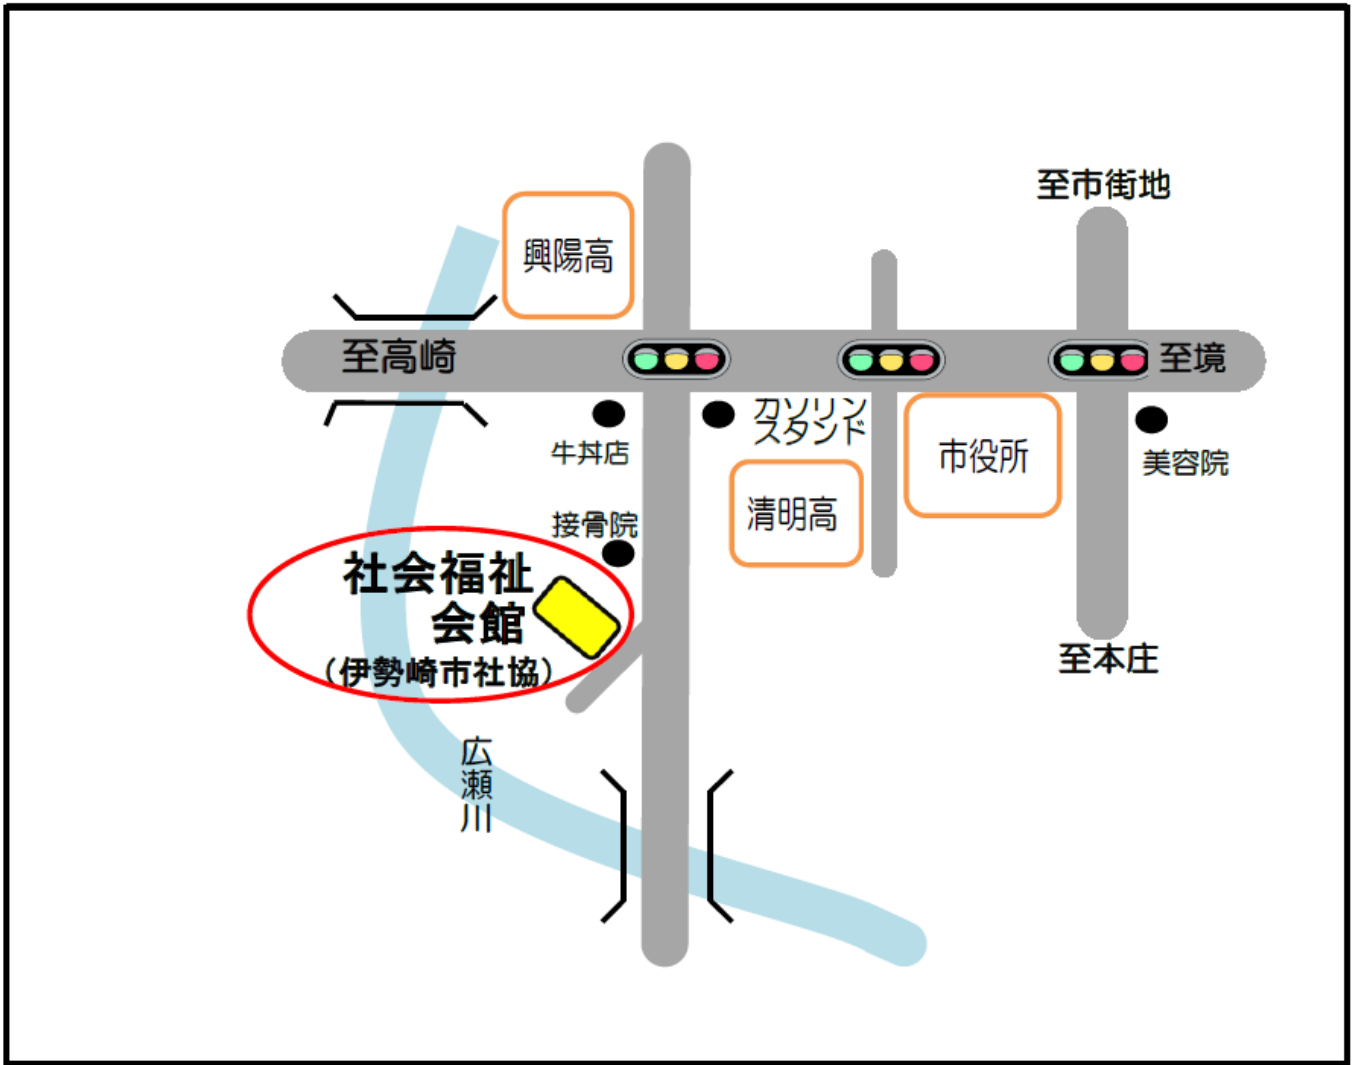 至市街地
興陽高
至高崎
至境
ガソリン
スタンド
牛丼店
市役所
美容院
清明高
接骨院
社会福祉
会館
（伊勢崎市社協）
至本庄
広瀬川